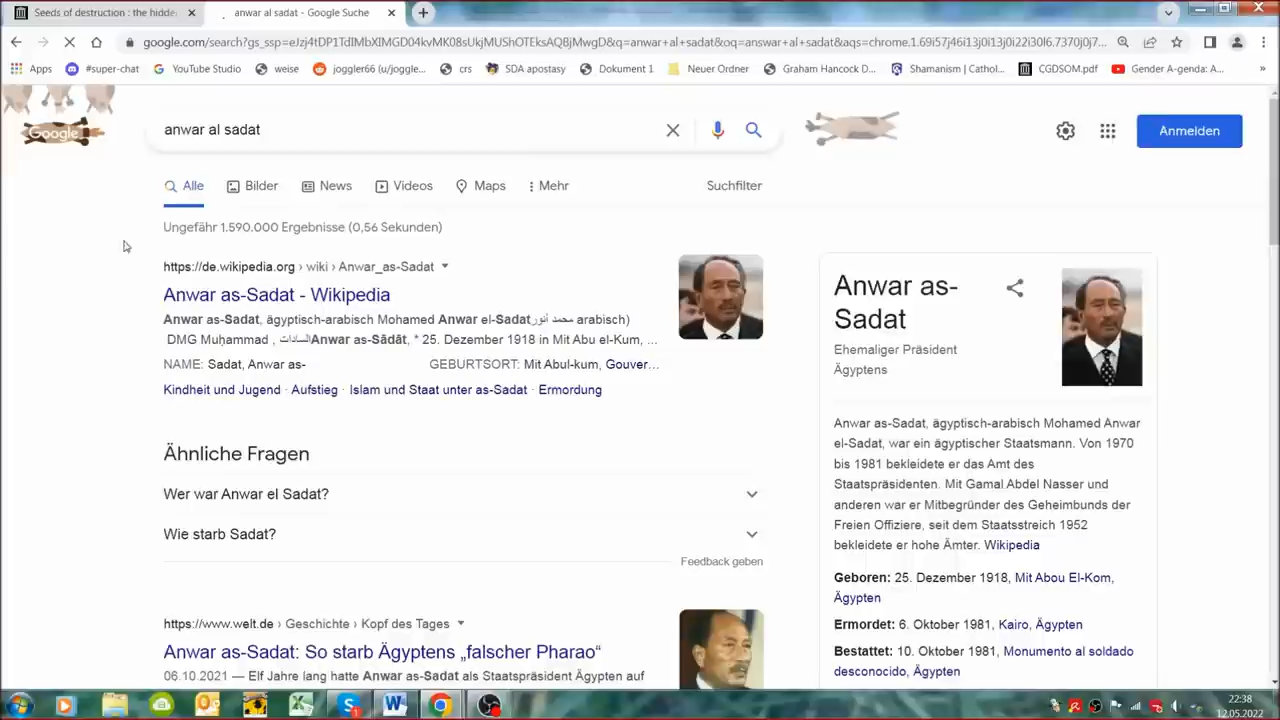 Seeds of destruction : the hidde
anwar al sadat - Google Suche
google.com/search?gs_ssp=eJzj4tDP1TdIMbXIMGD04kvMK08sUkjMUShOTEksAQBjMwgD&q=anwar+al+sadat&oq=answar+al+sadat&aqs=chrome.1.69i57j46i13j0i13j0i22i30l6.7370j0j7...
Apps
#super-chat
YouTube Studio
weise
joggler66 (u/joggle...
crs
SDA apostasy
Dokument 1
Neuer Ordner
Graham Hancock D...
Shamanism | Cathol...
CGDSOM.pdf
Gender A-genda: A...
»
Google
anwar al sadat
Anmelden
Alle
Bilder
News
Videos
Maps
Mehr
Suchfilter
Ungefähr 1.590.000 Ergebnisse (0,56 Sekunden)
https://de.wikipedia.org › wiki › Anwar_as-Sadat
Anwar as-Sadat - Wikipedia
Anwar as-Sadat, ägyptisch-arabisch Mohamed Anwar el-Sadat محمد أنور arabisch)
DMG Muḥammad , السادات Anwar as-Sādāt, * 25. Dezember 1918 in Mit Abu el-Kum, ...
NAME: Sadat, Anwar as-
GEBURTSORT: Mit Abul-kum, Gouver...
Kindheit und Jugend · Aufstieg · Islam und Staat unter as-Sadat · Ermordung
Ähnliche Fragen
Wer war Anwar el Sadat?
Wie starb Sadat?
Feedback geben
https://www.welt.de › Geschichte › Kopf des Tages
Anwar as-Sadat: So starb Ägyptens „falscher Pharao“
06.10.2021 — Elf Jahre lang hatte Anwar as-Sadat als Staatspräsident Ägypten auf
Anwar as-
Sadat
Ehemaliger Präsident
Ägyptens
Anwar as-Sadat, ägyptisch-arabisch Mohamed Anwar
el-Sadat, war ein ägyptischer Staatsmann. Von 1970
bis 1981 bekleidete er das Amt des
Staatspräsidenten. Mit Gamal Abdel Nasser und
anderen war er Mitbegründer des Geheimbunds der
Freien Offiziere, seit dem Staatsstreich 1952
bekleidete er hohe Ämter. Wikipedia
Geboren: 25. Dezember 1918, Mit Abou El-Kom,
Ägypten
Ermordet: 6. Oktober 1981, Kairo, Ägypten
Bestattet: 10. Oktober 1981, Monumento al soldado
desconocido, Ägypten
22:38
12.05.2022